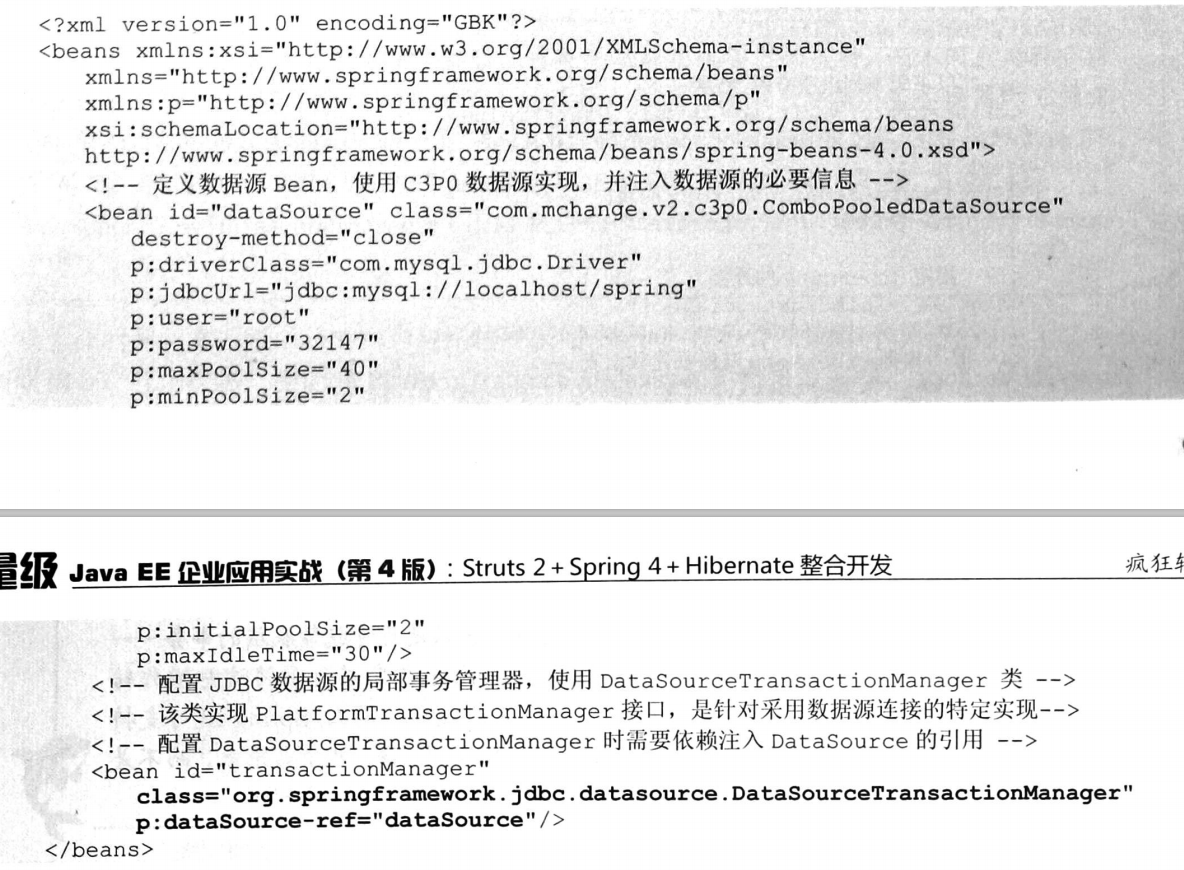 <?xml version="1.0" encoding="GBK"?>
<beans xmlns:xsi="http://www.w3.org/2001/XMLSchema-instance"
xmlns="http://www.springframework.org/schema/beans"
xmlns:p="http://www.springframework.org/schema/p"
xsi:schemaLocation="http://www.springframework.org/schema/beans
http://www.springframework.org/schema/beans/spring-beans-4.0.xsd">
<!-- 定义数据源 Bean，使用 C3P0 数据源实现，并注入数据源的必要信息 -->
<bean id="dataSource" class="com.mchange.v2.c3p0.ComboPooledDataSource"
destroy-method="close"
p:driverClass="com.mysql.jdbc.Driver"
p:jdbcUrl="jdbc:mysql://localhost/spring"
p:user="root"
p:password="32147"
p:maxPoolSize="40"
p:minPoolSize="2"
量级 Java EE 企业应用实战（第 4 版）: Struts 2 + Spring 4 + Hibernate 整合开发 疯狂
p:initialPoolSize="2"
p:maxIdleTime="30"/>
<!-- 配置 JDBC 数据源的局部事务管理器，使用 DataSourceTransactionManager 类 -->
<!-- 该类实现 PlatformTransactionManager 接口，是针对采用数据源连接的特定实现-->
<!-- 配置 DataSourceTransactionManager 时需要依赖注入 DataSource 的引用 -->
<bean id="transactionManager"
class="org.springframework.jdbc.datasource.DataSourceTransactionManager"
p:dataSource-ref="dataSource"/>
</beans>